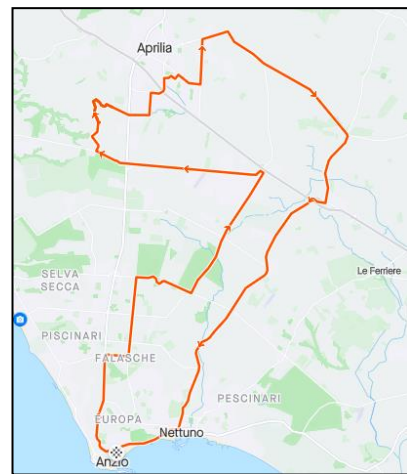 Aprilia
Le Ferriere
SELVA
SECCA
PISCINARI
FALASCHE
PESCINARI
EUROPA
Nettuno
Anzio